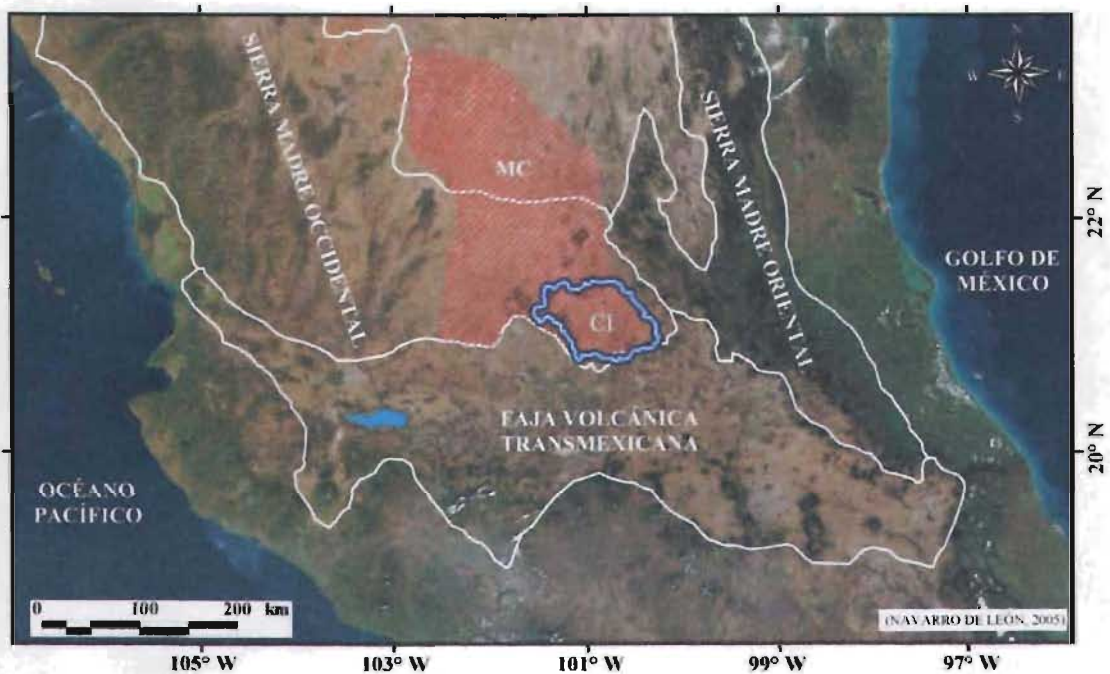 N
W
E
S
SIERRA MADRE OCCIDENTAL
SIERRA MADRE ORIENTAL
MC
22° N
GOLFO DE
MÉXICO
CI
FAJA VOLCÁNICA
TRANSMEXICANA
20° N
OCÉANO
PACÍFICO
0 100 200 km
(NAVARRO DE LEÓN, 2005)
105° W
103° W
101° W
99° W
97° W